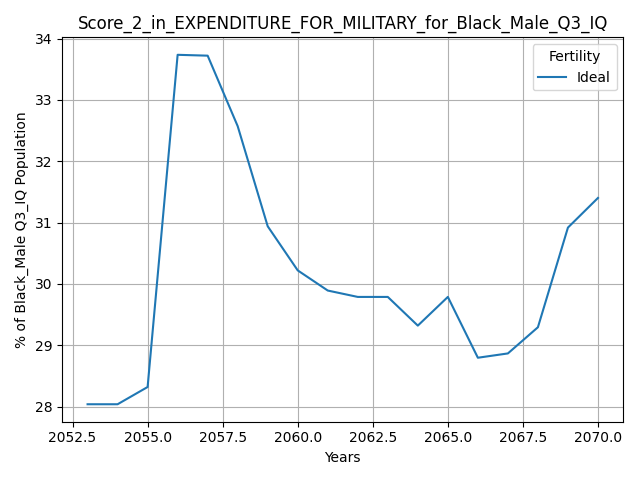 Score_2_in_EXPENDITURE_FOR_MILITARY_for_Black_Male_Q3_IQ
34
33
32
31
30
29
28
% of Black_Male Q3_IQ Population
Fertility
Ideal
2052.5 2055.0 2057.5 2060.0 2062.5 2065.0 2067.5 2070.0
Years